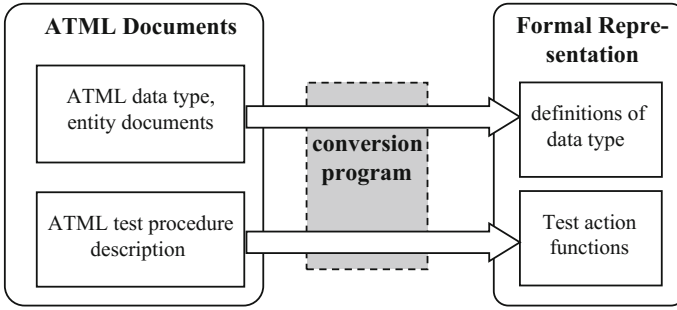 ATML Documents
ATML data type,
entity documents
ATML test procedure
description
conversion
program
Formal Repre-
sentation
definitions of
data type
Test action
functions